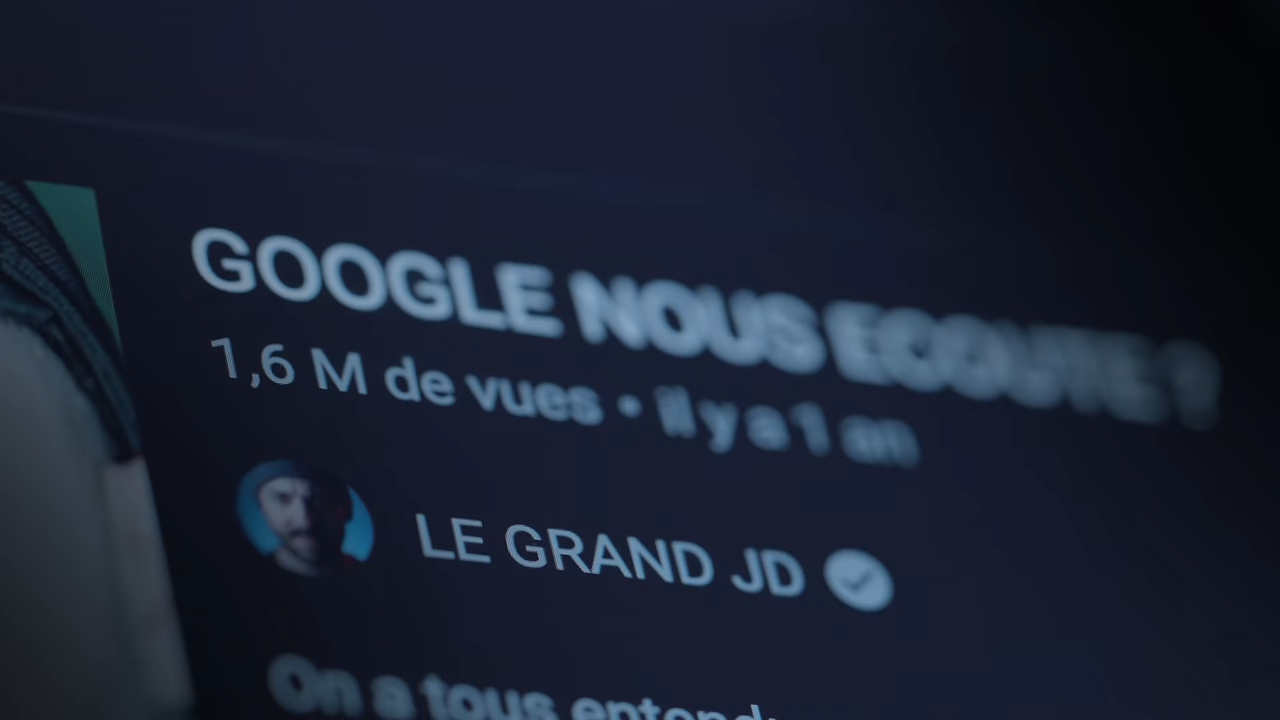 GOOGLE NOUS ECOUTE ?
1,6 M de vues • il y a 1 an
LE GRAND JD
On a tous entendu